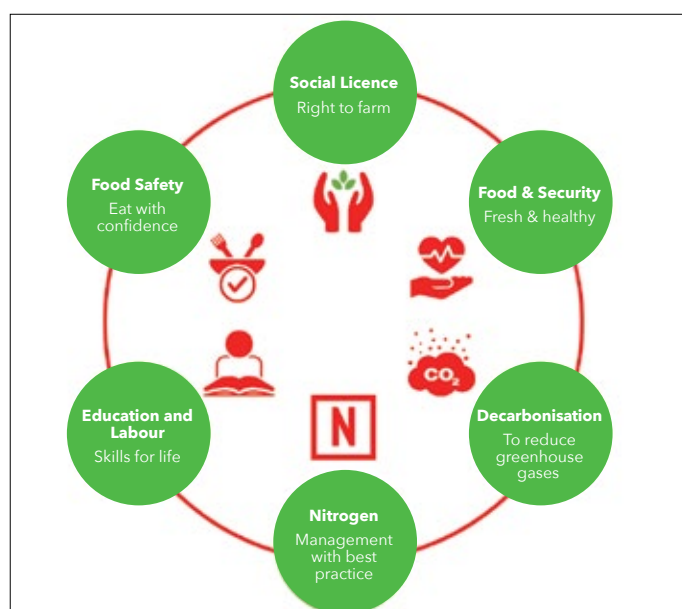 Social Licence
Right to farm
Food & Security
Fresh & healthy
Decarbonisation
To reduce
greenhouse
gases
Nitrogen
Management
with best
practice
Education and
Labour
Skills for life
Food Safety
Eat with
confidence
CO₂
N